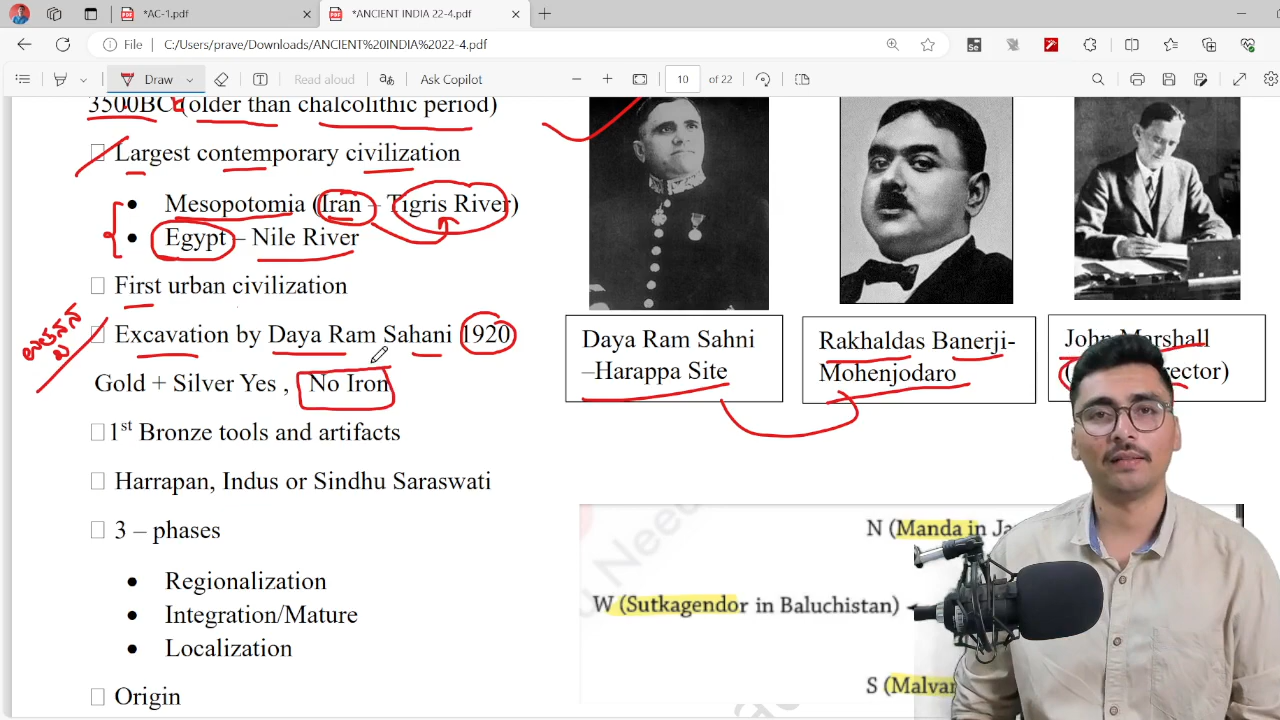 *AC-1.pdf
*ANCIENT INDIA 22-4.pdf
File
C:/Users/prave/Downloads/ANCIENT%20INDIA%2022-4.pdf
Draw
Read aloud
Ask Copilot
10 of 22
3500BC (older than chalcolithic period)
Largest contemporary civilization
Mesopotomia (Iran – Tigris River)
Egypt – Nile River
First urban civilization
Excavation by Daya Ram Sahani 1920
Gold + Silver Yes , No Iron
1st Bronze tools and artifacts
Harrapan, Indus or Sindhu Saraswati
3 – phases
Regionalization
Integration/Mature
Localization
Origin
Daya Ram Sahni
–Harappa Site
Rakhaldas Banerji-
Mohenjodaro
John Marshall
N (Manda in
W (Sutkagendor in Baluchistan)
S (